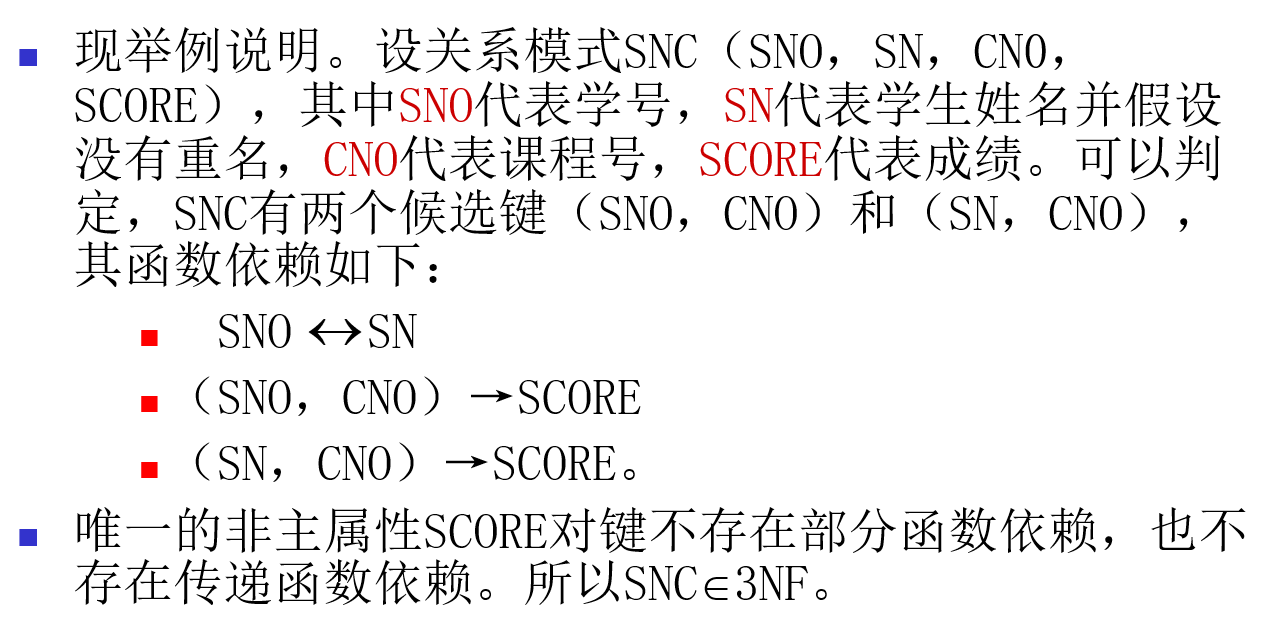 现举例说明。设关系模式SNC（SNO，SN，CNO，
SCORE），其中SNO代表学号，SN代表学生姓名并假设
没有重名，CNO代表课程号，SCORE代表成绩。可以判
定，SNC有两个候选键（SNO，CNO）和（SN，CNO），
其函数依赖如下：
SNO↔SN
（SNO，CNO）→SCORE
（SN，CNO）→SCORE。
唯一的非主属性SCORE对键不存在部分函数依赖，也不
存在传递函数依赖。所以SNC∈3NF。